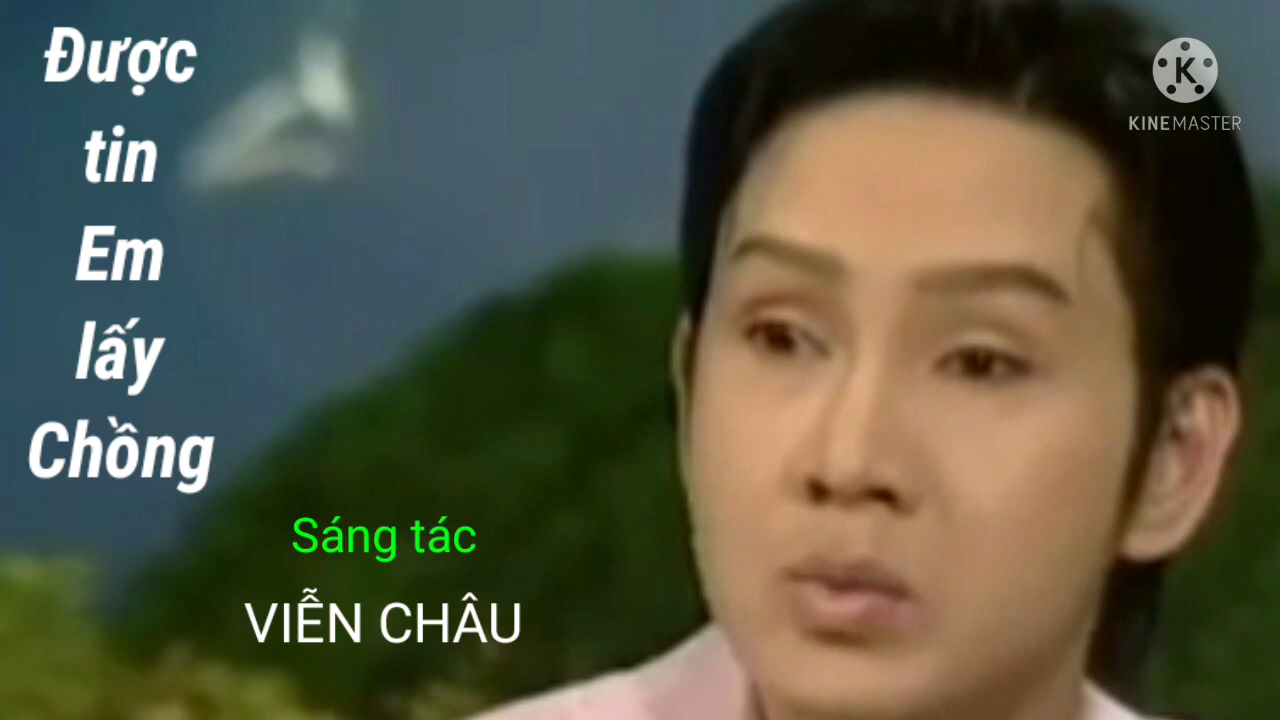 Được
tin
Em
lấy
Chồng
Sáng tác
VIỄN CHÂU
K
KINEMASTER